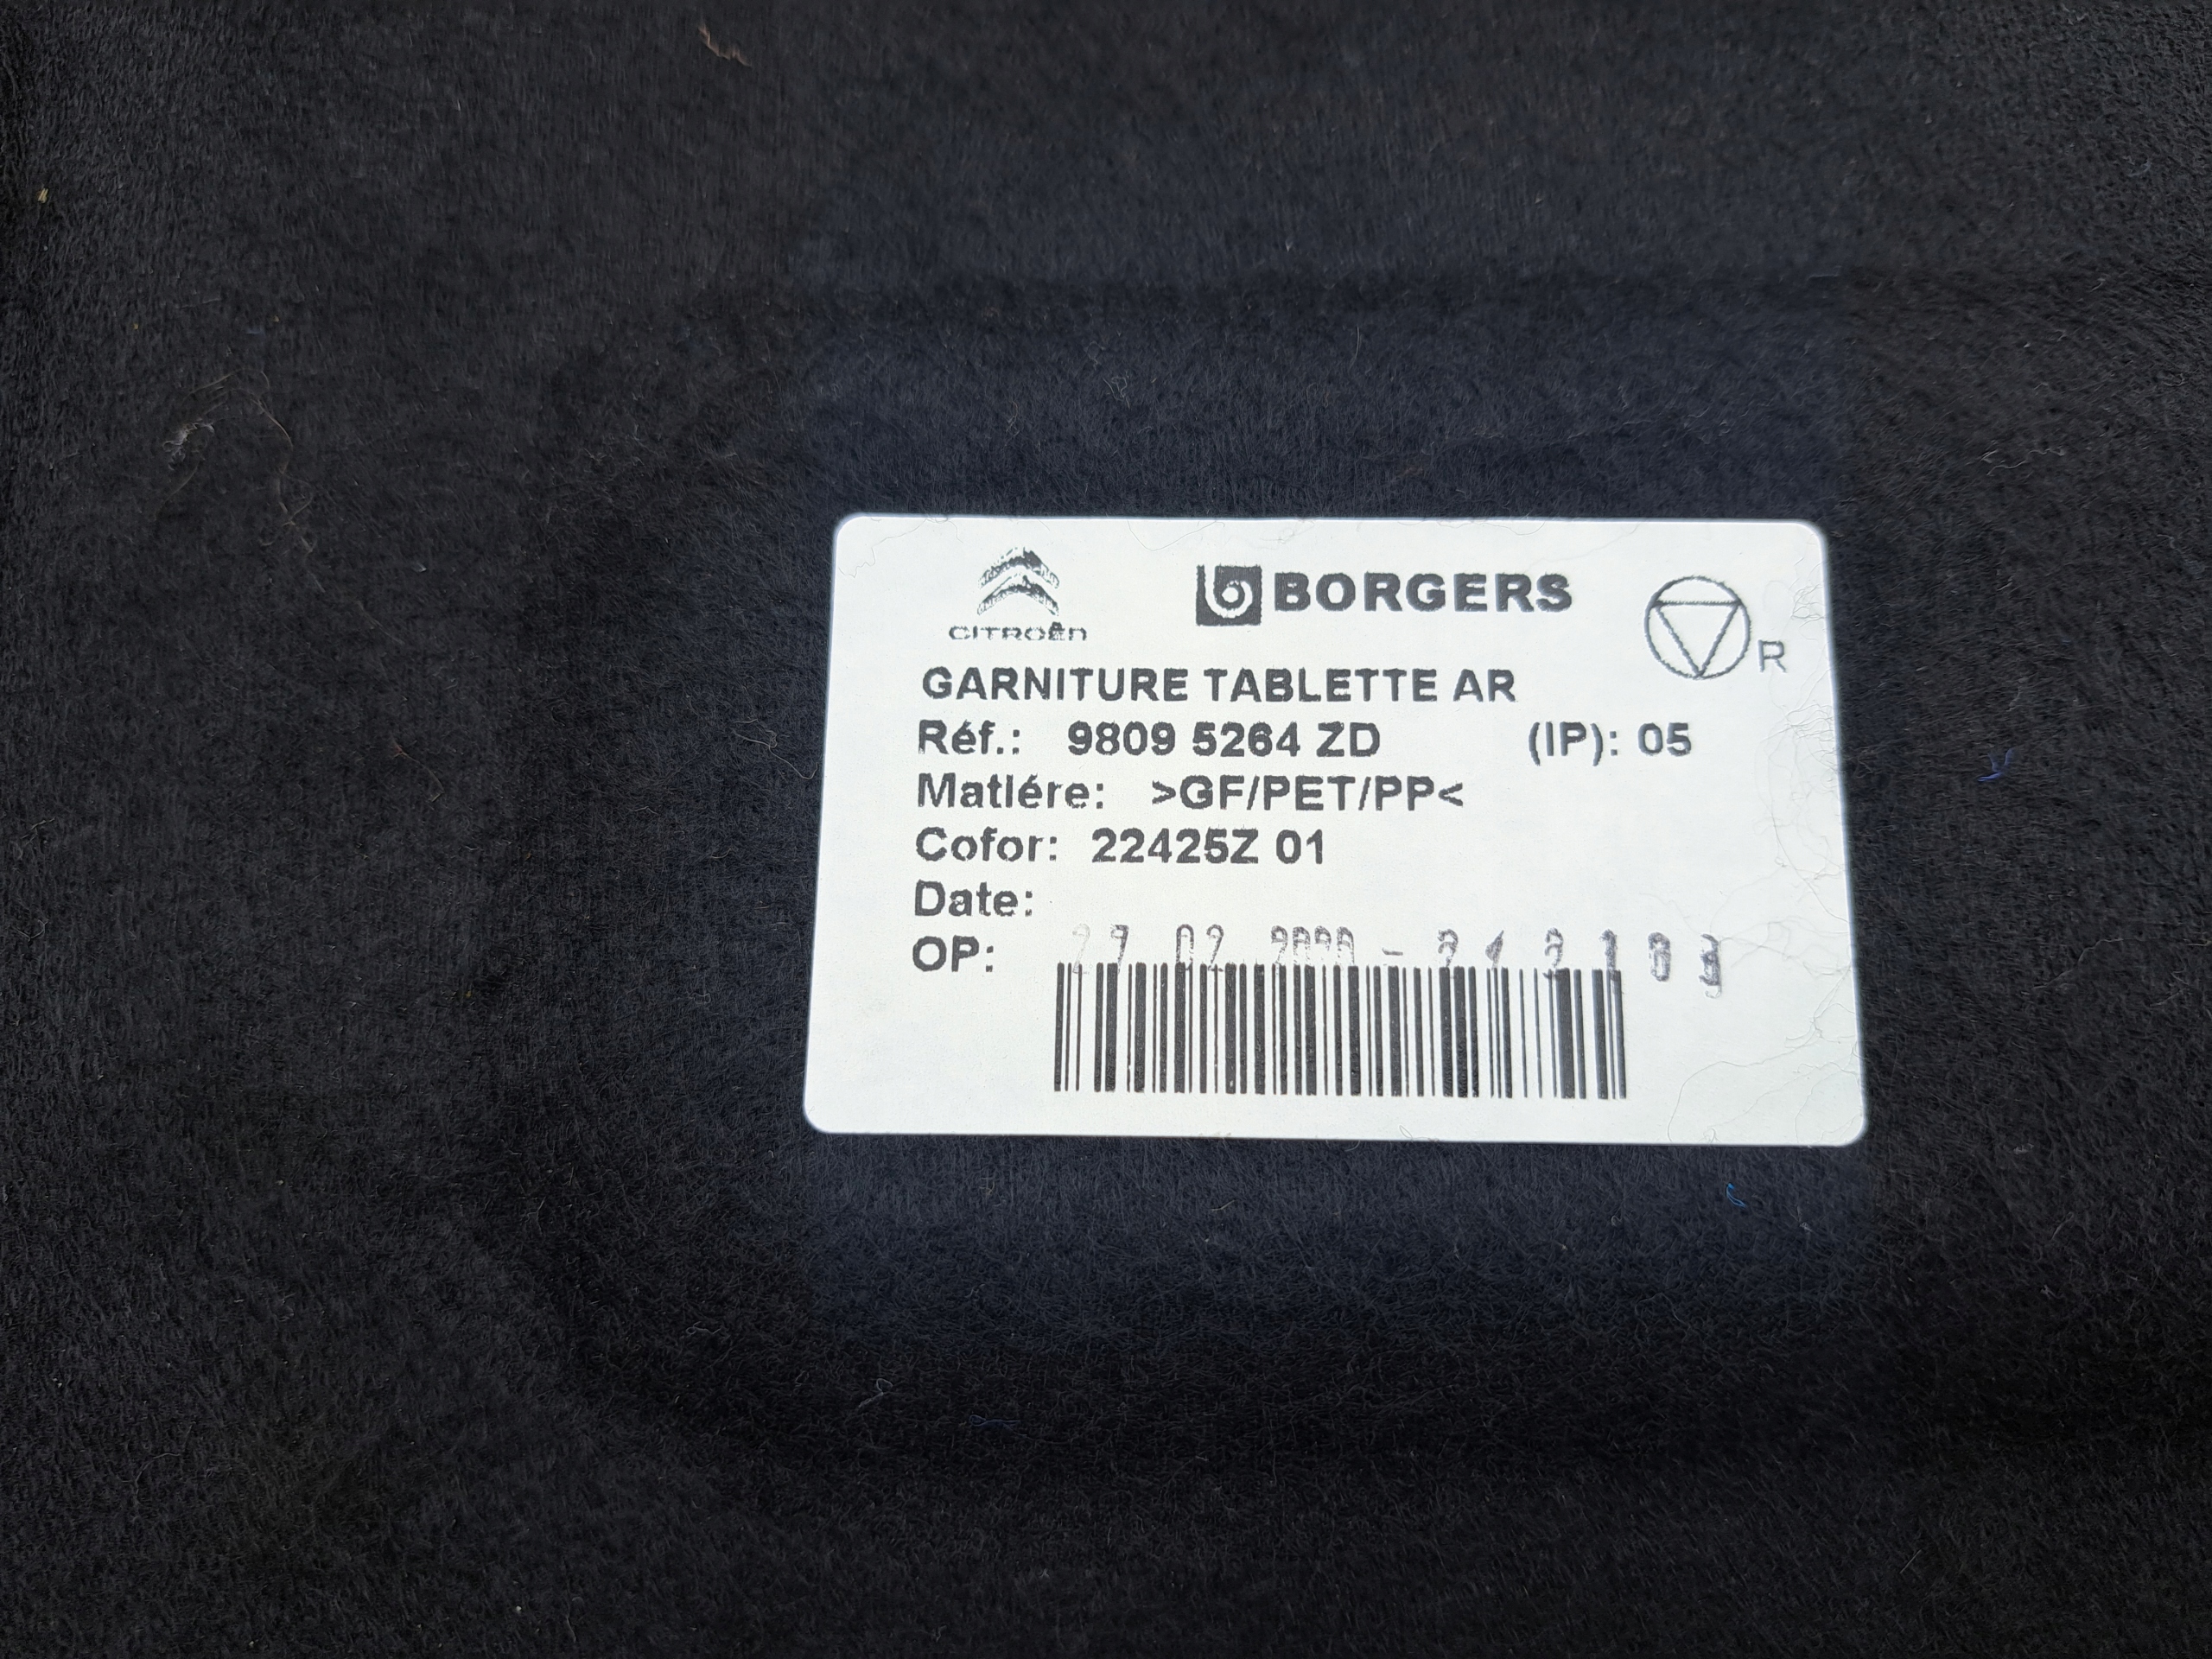 CITROËN
BORGERS
R
GARNITURE TABLETTE AR
Réf.: 9809 5264 ZD (IP): 05
Matiére: >GF/PET/PP<
Cofor: 22425Z 01
Date:
OP: